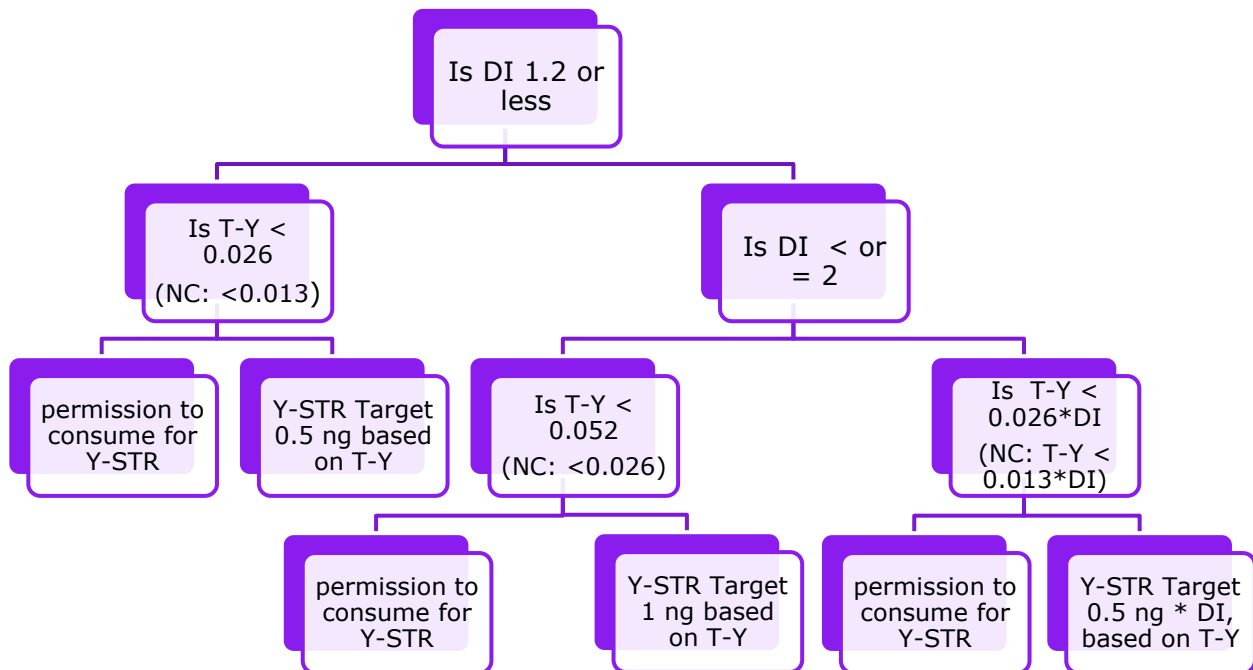 Is DI 1.2 or
less
Is T-Y <
0.026
(NC: <0.013)
Is DI  < or
= 2
permission to
consume for
Y-STR
Y-STR Target
0.5 ng based
on T-Y
Is T-Y <
0.052
(NC: <0.026)
Is  T-Y <
0.026*DI
(NC: T-Y <
0.013*DI)
permission to
consume for
Y-STR
Y-STR Target
1 ng based
on T-Y
permission to
consume for
Y-STR
Y-STR Target
0.5 ng * DI,
based on T-Y